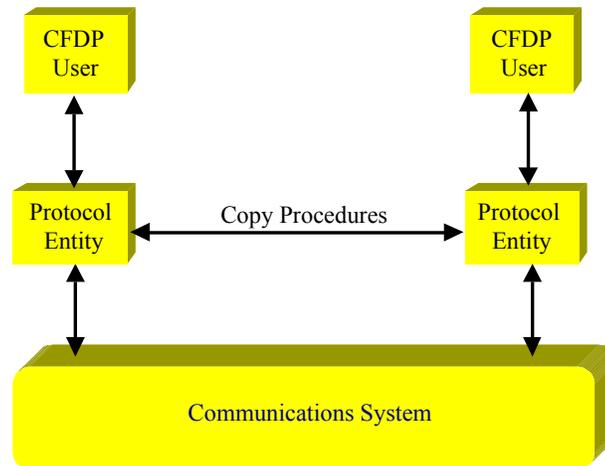 CFDP
User
CFDP
User
Protocol
Entity
Copy Procedures
Protocol
Entity
Communications System